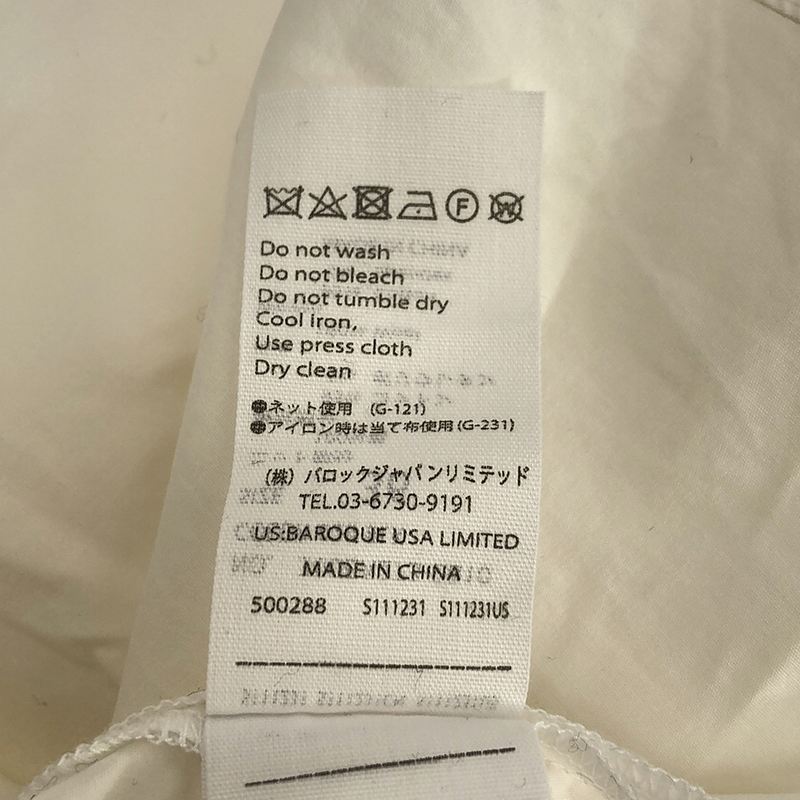 F W
Do not wash
Do not bleach
Do not tumble dry
Cool iron,
Use press cloth
Dry clean
●ネット使用 (G-121)
●アイロン時は当て布使用(G-231)
(株) バロックジャパンリミテッド
TEL.03-6730-9191
US:BAROQUE USA LIMITED
MADE IN CHINA
500288 S111231 S111231US